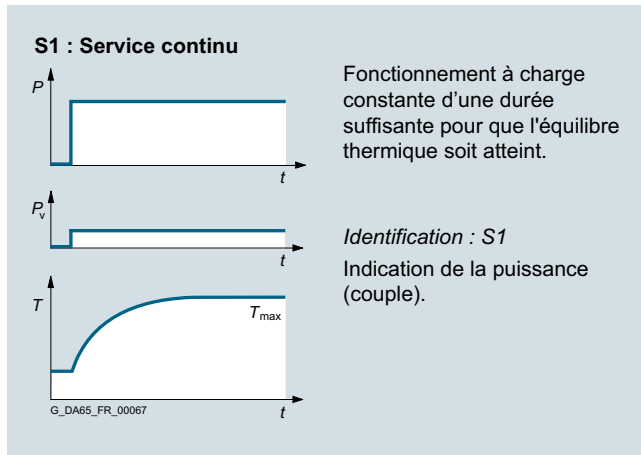 S1 : Service continu
P
t
Fonctionnement à charge
constante d’une durée
suffisante pour que l'équilibre
thermique soit atteint.
Pv
t
Identification : S1
Indication de la puissance
(couple).
T
Tmax
G_DA65_FR_00067
t